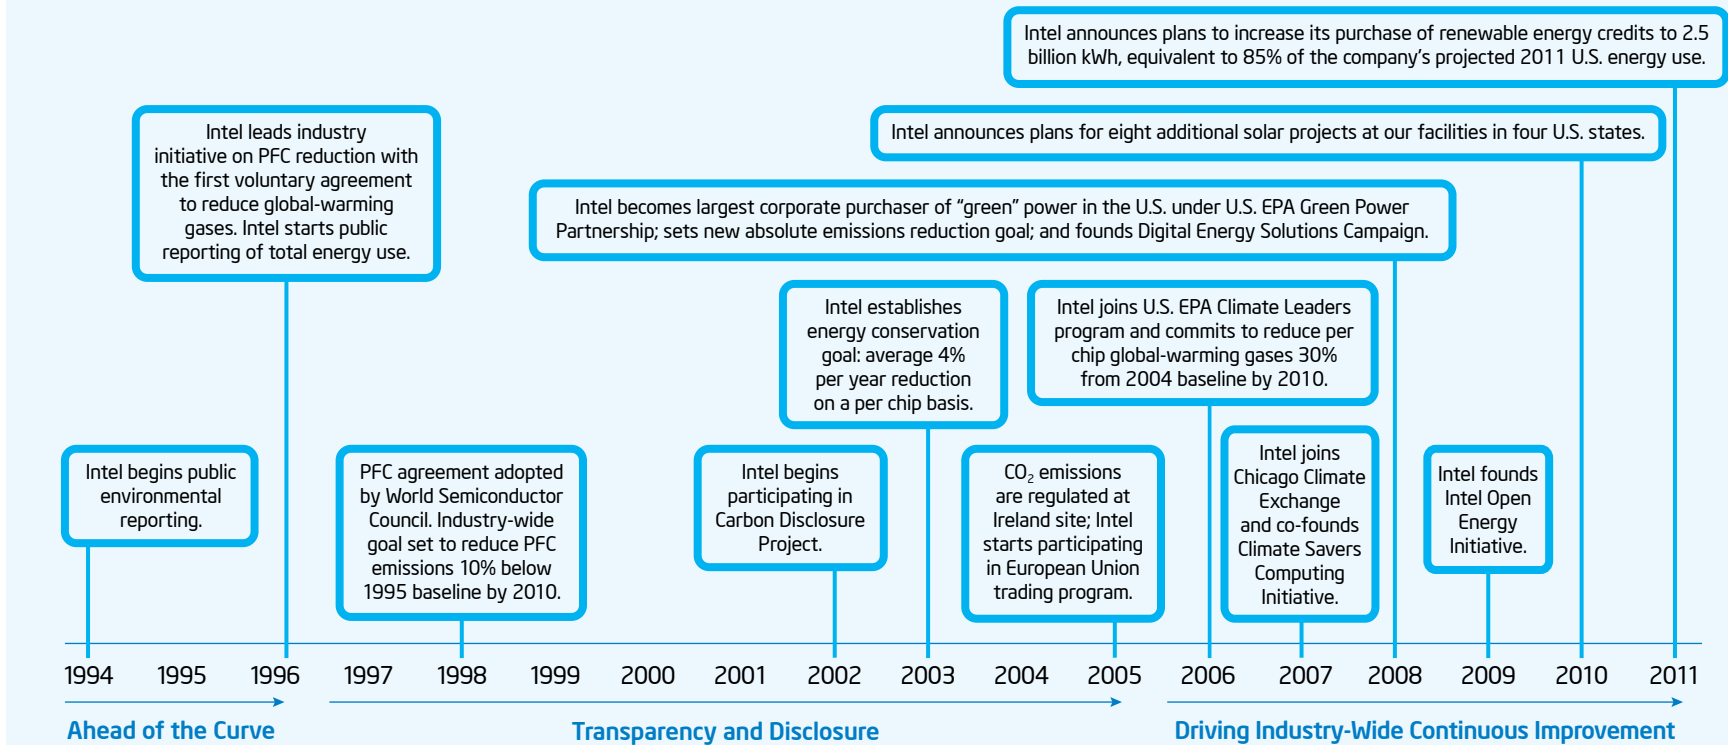 Intel announces plans to increase its purchase of renewable energy credits to 2.5
billion kWh, equivalent to 85% of the company's projected 2011 U.S. energy use.
Intel leads industry
initiative on PFC reduction with
the first voluntary agreement
to reduce global-warming
gases. Intel starts public
reporting of total energy use.
Intel announces plans for eight additional solar projects at our facilities in four U.S. states.
Intel becomes largest corporate purchaser of “green” power in the U.S. under U.S. EPA Green Power
Partnership; sets new absolute emissions reduction goal; and founds Digital Energy Solutions Campaign.
Intel establishes
energy conservation
goal: average 4%
per year reduction
on a per chip basis.
Intel joins U.S. EPA Climate Leaders
program and commits to reduce per
chip global-warming gases 30%
from 2004 baseline by 2010.
Intel begins public
environmental
reporting.
PFC agreement adopted
by World Semiconductor
Council. Industry-wide
goal set to reduce PFC
emissions 10% below
1995 baseline by 2010.
Intel begins
participating in
Carbon Disclosure
Project.
CO₂ emissions
are regulated at
Ireland site; Intel
starts participating
in European Union
trading program.
Intel joins
Chicago Climate
Exchange
and co-founds
Climate Savers
Computing
Initiative.
Intel founds
Intel Open
Energy
Initiative.
1994 1995 1996 1997 1998 1999 2000 2001 2002 2003 2004 2005 2006 2007 2008 2009 2010 2011
Ahead of the Curve Transparency and Disclosure Driving Industry-Wide Continuous Improvement